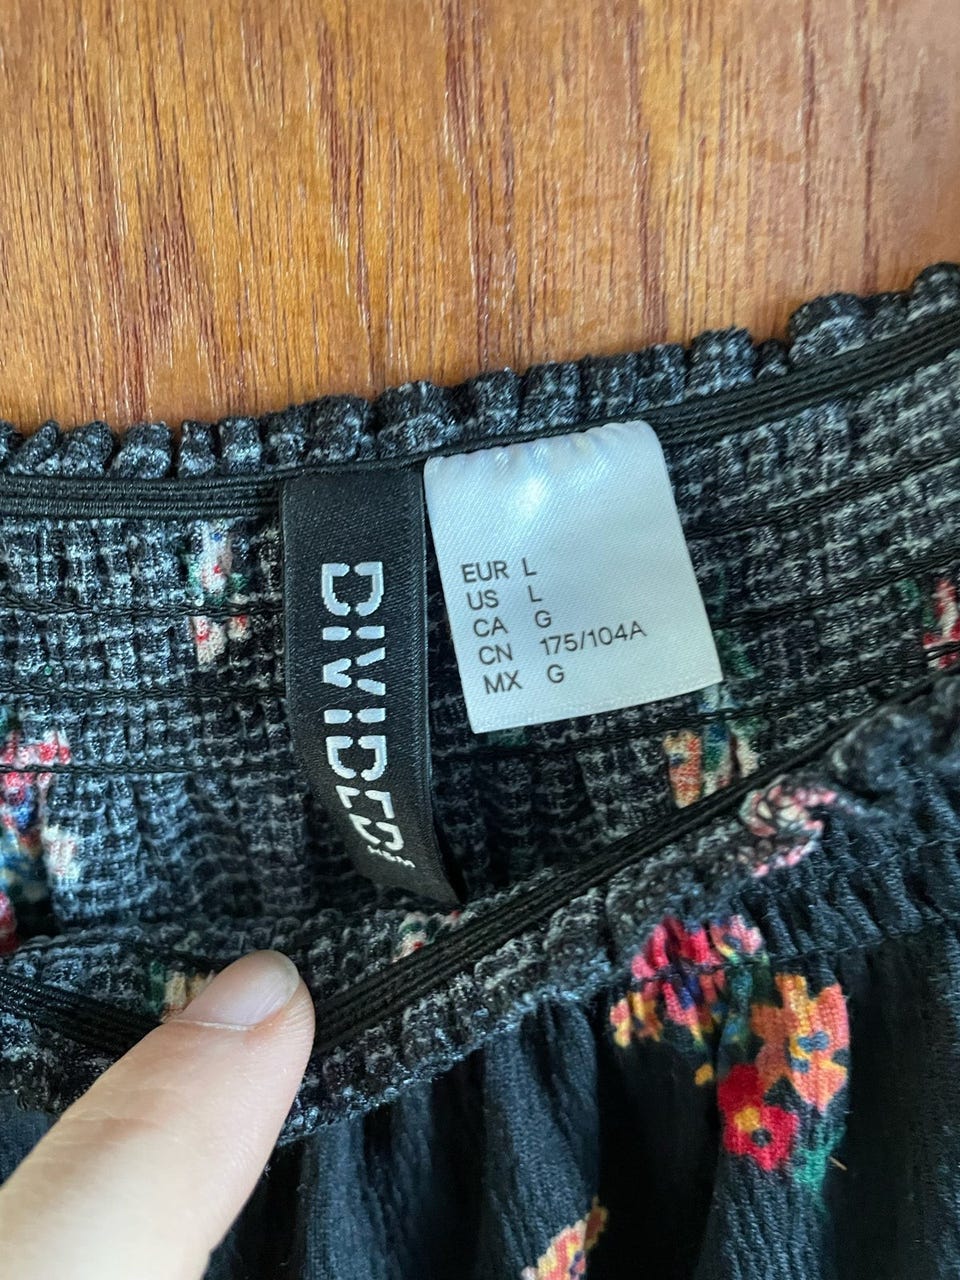 DIVIDED
H&M
EUR L
US L
CA G
CN 175/104A
MX G